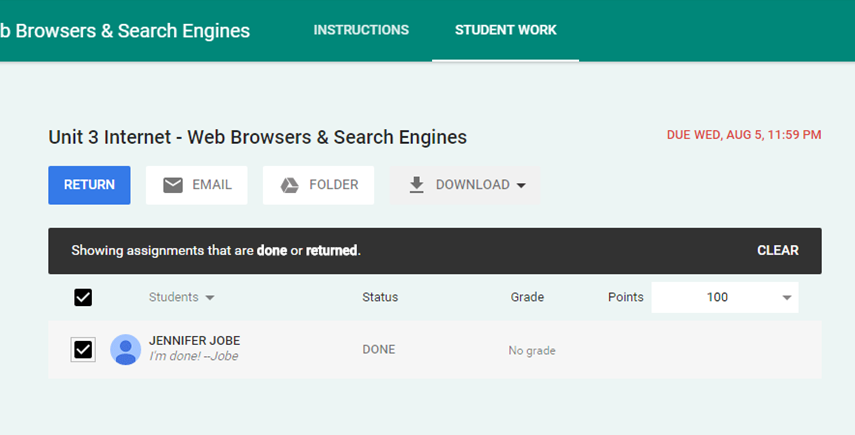 b Browsers & Search Engines INSTRUCTIONS STUDENT WORK
Unit 3 Internet - Web Browsers & Search Engines DUE WED, AUG 5, 11:59 PM
RETURN EMAIL FOLDER DOWNLOAD
Showing assignments that are done or returned. CLEAR
Students Status Grade Points 100
JENNIFER JOBE
I'm done! --Jobe DONE No grade